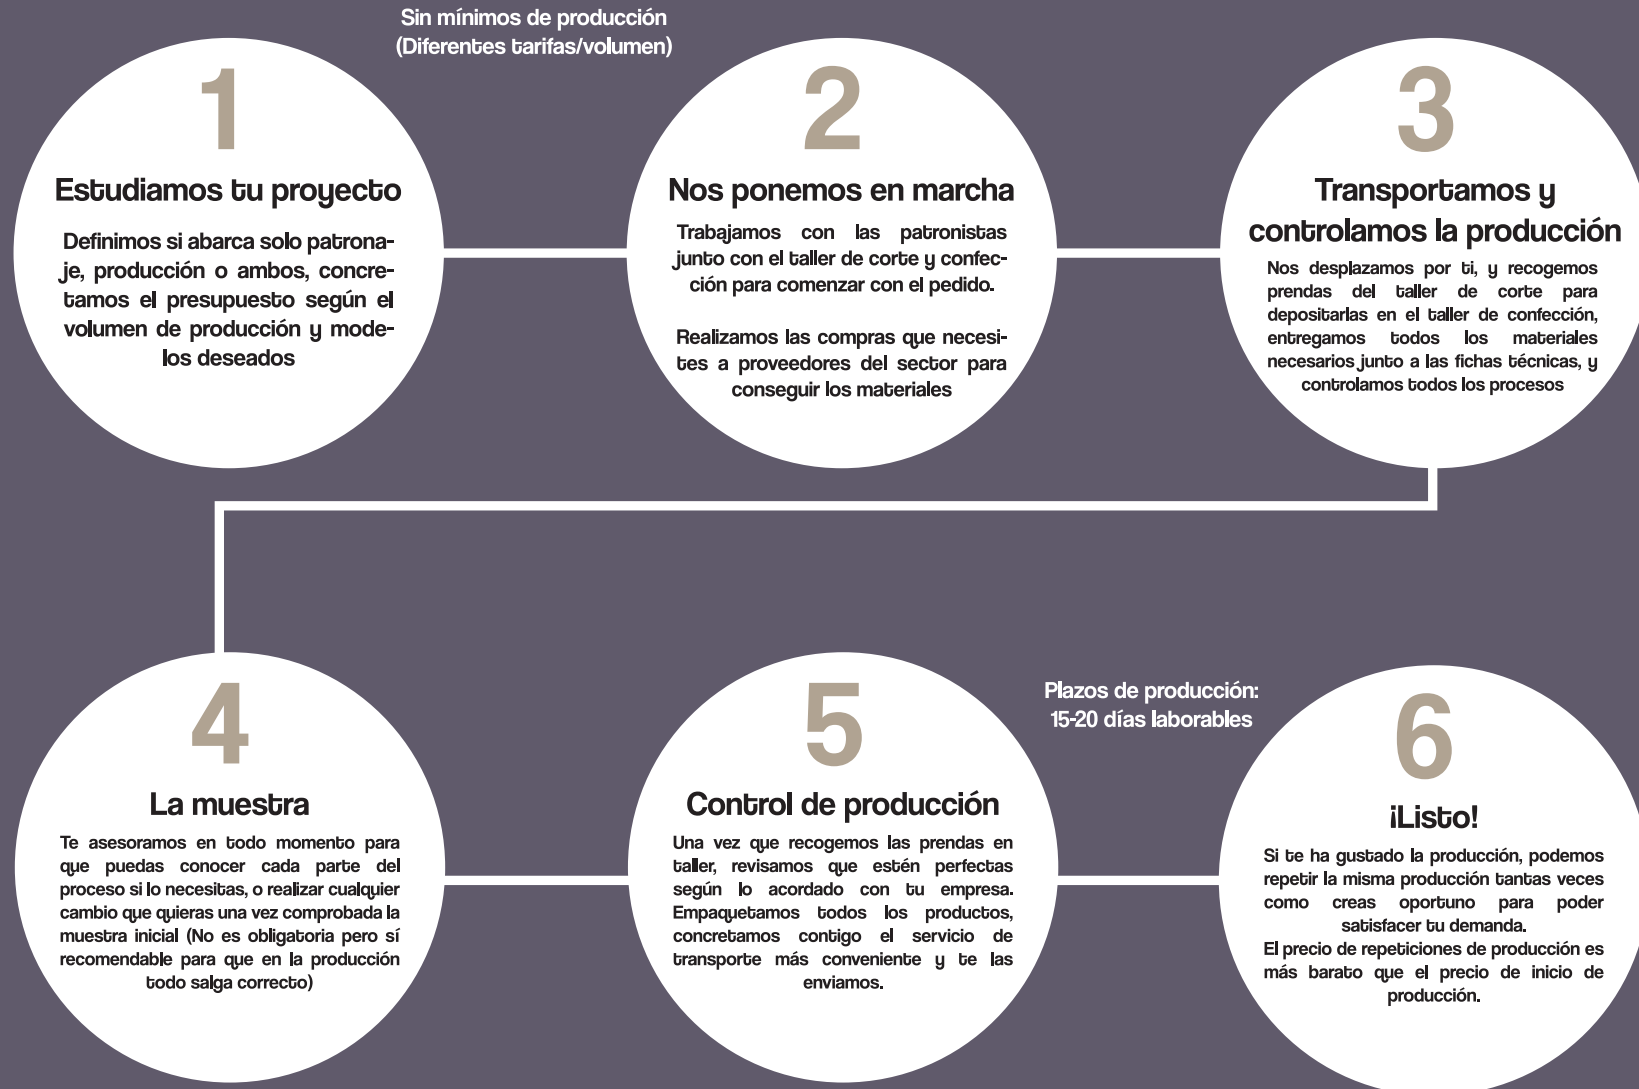 Sin mínimos de producción
(Diferentes tarifas/volumen)
1
Estudiamos tu proyecto
Definimos si abarca solo patrona-
je, producción o ambos, concre-
tamos el presupuesto según el
volumen de producción y mode-
los deseados
2
Nos ponemos en marcha
Trabajamos con las patronistas
junto con el taller de corte y confec-
ción para comenzar con el pedido.
Realizamos las compras que necesi-
tes a proveedores del sector para
conseguir los materiales
3
Transportamos y
controlamos la producción
Nos desplazamos por ti, y recogemos
prendas del taller de corte para
depositarlas en el taller de confección,
entregamos todos los materiales
necesarios junto a las fichas técnicas, y
controlamos todos los procesos
4
La muestra
Te asesoramos en todo momento para
que puedas conocer cada parte del
proceso si lo necesitas, o realizar cualquier
cambio que quieras una vez comprobada la
muestra inicial (No es obligatoria pero sí
recomendable para que en la producción
todo salga correcto)
5
Control de producción
Una vez que recogemos las prendas en
taller, revisamos que estén perfectas
según lo acordado con tu empresa.
Empaquetamos todos los productos,
concretamos contigo el servicio de
transporte más conveniente y te las
enviamos.
Plazos de producción:
15-20 días laborables
6
¡Listo!
Si te ha gustado la producción, podemos
repetir la misma producción tantas veces
como creas oportuno para poder
satisfacer tu demanda.
El precio de repeticiones de producción es
más barato que el precio de inicio de
producción.